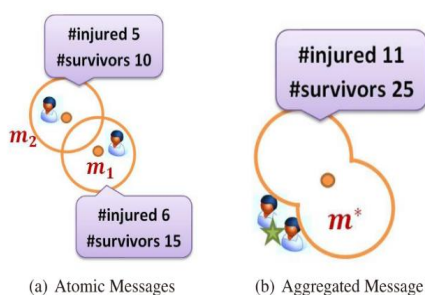 #injured 5
#survivors 10
m2
m1
#injured 6
#survivors 15
(a) Atomic Messages
#injured 11
#survivors 25
m*
(b) Aggregated Message